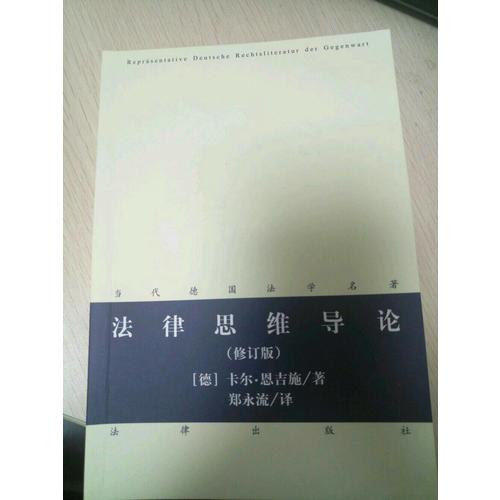 Repräsentative Deutsche Rechtsliteratur der Gegenwart
当代德国法学名著
法律思维导论
（修订版）
［德］卡尔·恩吉施/著
郑永流/译
法律出版社